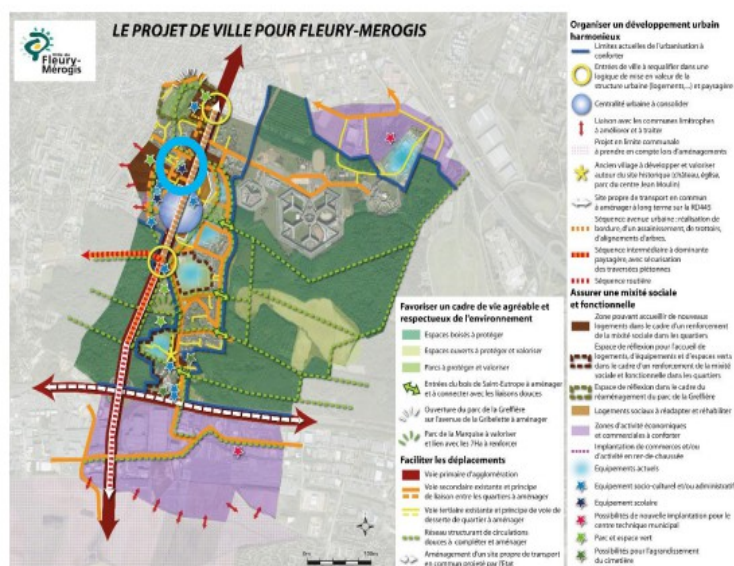 Ville de
Fleury-
Mérogis
LE PROJET DE VILLE POUR FLEURY-MEROGIS
Organiser un développement urbain
harmonieux
Limites actuelles de l'urbanisation à
conforter
Entrées de ville à requalifier dans une
logique de mise en valeur de la
structure urbaine (logements,...) et paysagère
Centralité urbaine à consolider
Liaison avec les communes limitrophes
à améliorer et à traiter
Projet en limite communale
à prendre en compte lors d'aménagements
Ancien village à développer et valoriser
autour du site historique (château, église,
parc du centre Jean Moulin)
Site propre de transport en commun
à aménager à long terme sur la RD445
Séquence avenue urbaine : réalisation de
bordure, d'un assainissement, de trottoirs,
d'alignements d'arbres.
Séquence intermédiaire à dominante
paysagère, avec sécurisation
des traversées piétonnes
Séquence routière
Assurer une mixité sociale
et fonctionnelle
Zone pouvant accueillir de nouveaux
logements dans le cadre d'un renforcement
de la mixité sociale dans les quartiers
Espace de réflexion pour l'accueil de
logements, d'équipements et d'espaces verts
dans le cadre d'un renforcement de la mixité
sociale et fonctionnelle dans les quartiers
Espace de réflexion dans le cadre du
réaménagement du parc de la Greffière
Logements sociaux à réadapter et réhabiliter
Zones d'activité économiques
et commerciales à conforter
Implantation de commerces et/ou
d'activité en rez-de-chaussée
Equipements actuels
Equipement socio-culturel et/ou administratif
Equipement scolaire
Possibilités de nouvelle implantation pour le
centre technique municipal
Parc et espace vert
Possibilités pour l'agrandissement
du cimetière
Favoriser un cadre de vie agréable et
respectueux de l'environnement
Espaces boisés à protéger
Espaces ouverts à protéger et valoriser
Parcs à protéger et valoriser
Entrées du bois de Saint-Eutrope à aménager
et à connecter avec les liaisons douces
Ouverture du parc de la Greffière
sur l'avenue de la Gribelette à aménager
Parc de la Marquise à valoriser
et lien avec les 7Ha à renforcer
Faciliter les déplacements
Voie primaire d'agglomération
Voie secondaire existante et principe
de liaison entre les quartiers à aménager
Voie tertiaire existante et principe de voie de
desserte de quartier à aménager
Réseau structurant de circulations
douces à compléter et aménager
Aménagement d'un site propre de transport
en commun projeté par l'Etat